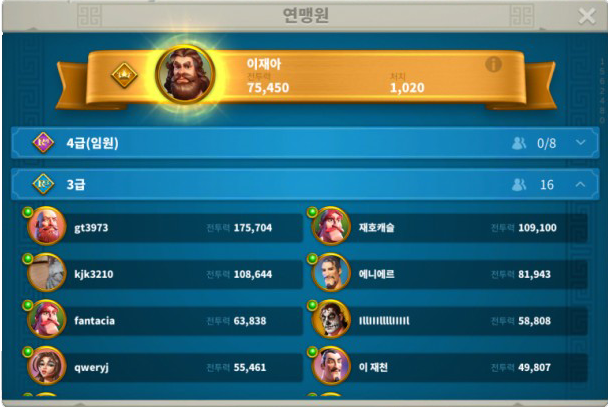 연맹원
이재아
전투력 처치
75,450 1,020
4급(임원) 0/8
3급 16
gt3973 전투력 175,704 재호캐슬 전투력 109,100
kjk3210 전투력 108,644 에니에르 전투력 81,943
fantacia 전투력 63,838 전투력 58,808
qweryj 전투력 55,461 이 재천 전투력 49,807